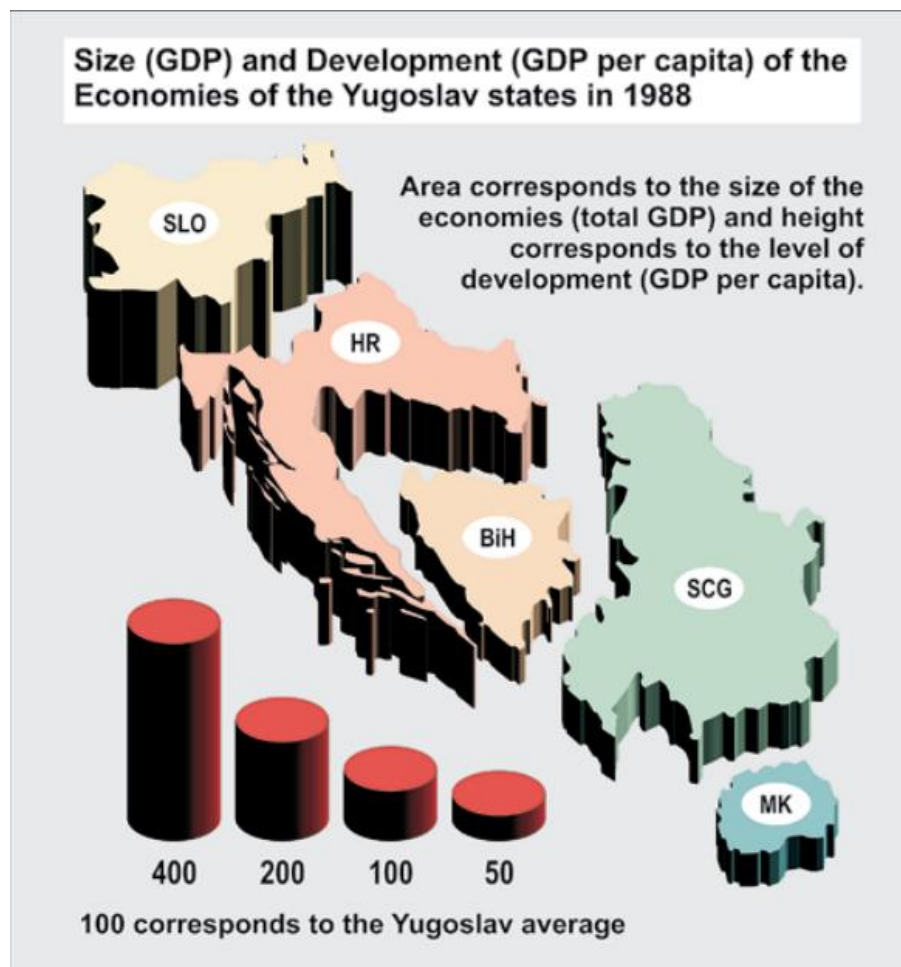 Size (GDP) and Development (GDP per capita) of the
Economies of the Yugoslav states in 1988
Area corresponds to the size of the
economies (total GDP) and height
corresponds to the level of
development (GDP per capita).
SLO
HR
BiH
SCG
MK
400 200 100 50
100 corresponds to the Yugoslav average